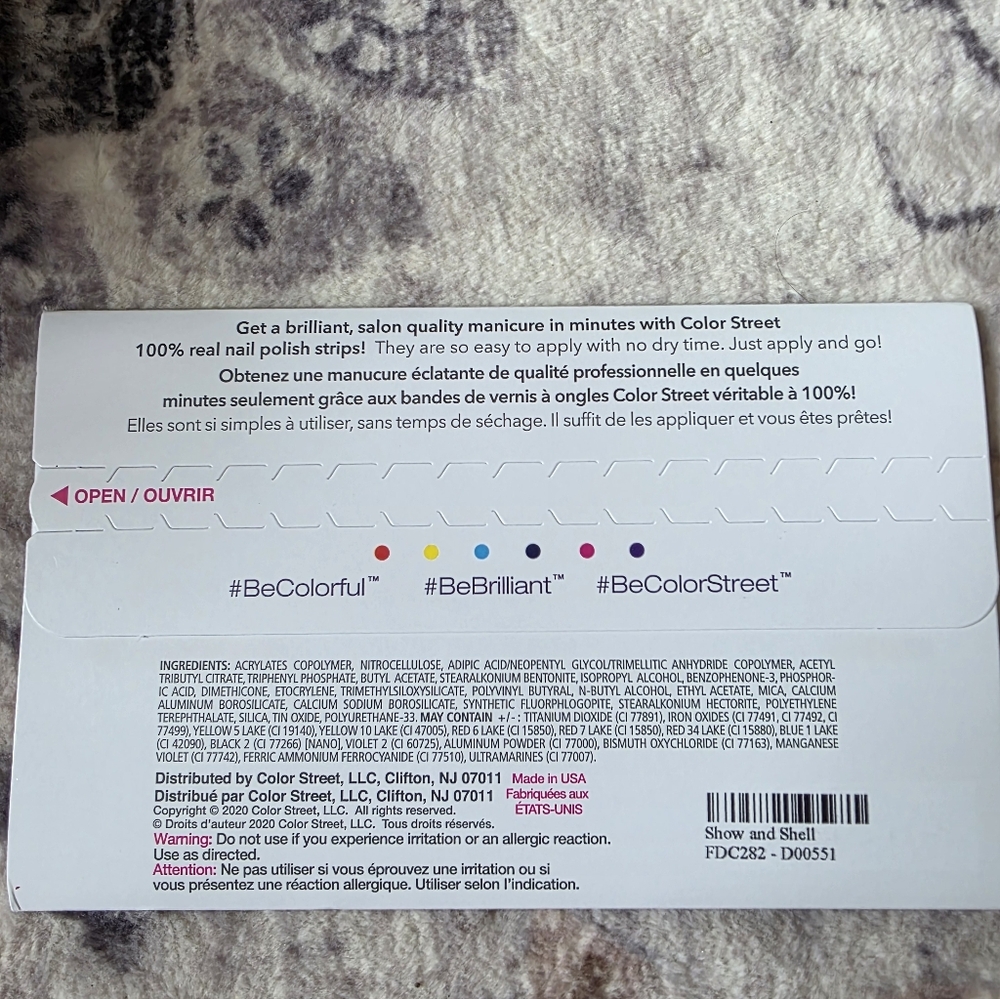 Get a brilliant, salon quality manicure in minutes with Color Street
100% real nail polish strips! They are so easy to apply with no dry time. Just apply and go!
Obtenez une manucure éclatante de qualité professionnelle en quelques
minutes seulement grâce aux bandes de vernis à ongles Color Street véritable à 100%!
Elles sont si simples à utiliser, sans temps de séchage. Il suffit de les appliquer et vous êtes prêtes!
OPEN / OUVRIR
#BeColorful™ #BeBrilliant™ #BeColorStreet™
INGREDIENTS: ACRYLATES COPOLYMER, NITROCELLULOSE, ADIPIC ACID/NEOPENTYL GLYCOL/TRIMELLITIC ANHYDRIDE COPOLYMER, ACETYL
TRIBUTYL CITRATE, TRIPHENYL PHOSPHATE, BUTYL ACETATE, STEARALKONIUM BENTONITE, ISOPROPYL ALCOHOL, BENZOPHENONE-3, PHOSPHOR-
IC ACID, DIMETHICONE, ETOCRYLENE, TRIMETHYLSILOXYSILICATE, POLYVINYL BUTYRAL, N-BUTYL ALCOHOL, ETHYL ACETATE, MICA, CALCIUM
ALUMINUM BOROSILICATE, CALCIUM SODIUM BOROSILICATE, SYNTHETIC FLUORPHLOGOPITE, STEARALKONIUM HECTORITE, POLYETHYLENE
TEREPHTHALATE, SILICA, TIN OXIDE, POLYURETHANE-33. MAY CONTAIN +/-: TITANIUM DIOXIDE (CI 77891), IRON OXIDES (CI 77491, CI 77492, CI
77499), YELLOW 5 LAKE (CI 19140), YELLOW 10 LAKE (CI 47005), RED 6 LAKE (CI 15850), RED 7 LAKE (CI 15850), RED 34 LAKE (CI 15880), BLUE 1 LAKE
(CI 42090), BLACK 2 (CI 77266) [NANO], VIOLET 2 (CI 60725), ALUMINUM POWDER (CI 77000), BISMUTH OXYCHLORIDE (CI 77163), MANGANESE
VIOLET (CI 77742), FERRIC AMMONIUM FERROCYANIDE (CI 77510), ULTRAMARINES (CI 77007).
Distributed by Color Street, LLC, Clifton, NJ 07011 Made in USA
Distribué par Color Street, LLC, Clifton, NJ 07011 Fabriquées aux
ÉTATS-UNIS
Copyright © 2020 Color Street, LLC. All rights reserved.
© Droits d'auteur 2020 Color Street, LLC. Tous droits réservés.
Warning: Do not use if you experience irritation or an allergic reaction.
Use as directed.
Attention: Ne pas utiliser si vous éprouvez une irritation ou si
vous présentez une réaction allergique. Utiliser selon l'indication.
Show and Shell
FDC282 - D00551